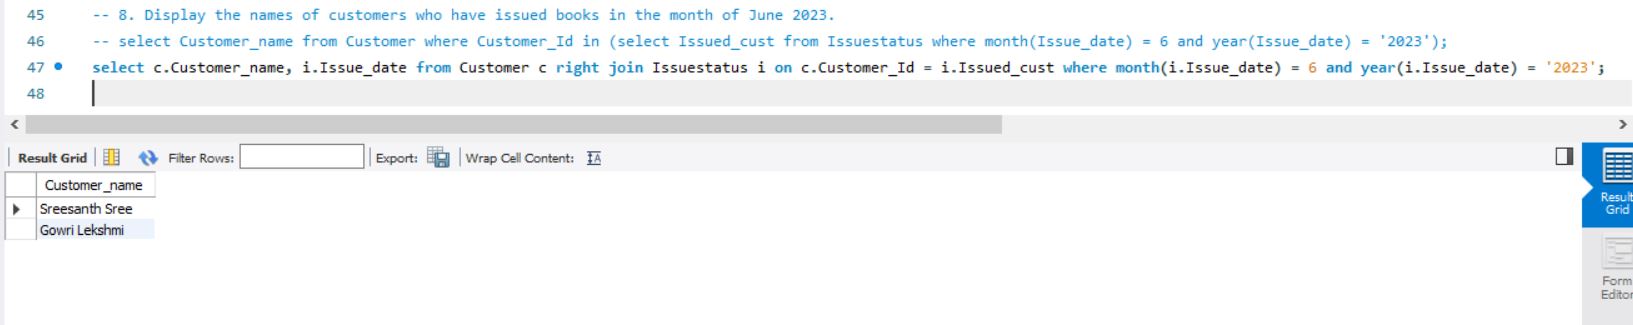 45 -- 8. Display the names of customers who have issued books in the month of June 2023.
46 -- select Customer_name from Customer where Customer_Id in (select Issued_cust from Issuestatus where month(Issue_date) = 6 and year(Issue_date) = '2023');
47 select c.Customer_name, i.Issue_date from Customer c right join Issuestatus i on c.Customer_Id = i.Issued_cust where month(i.Issue_date) = 6 and year(i.Issue_date) = '2023';
48
Result Grid Filter Rows: Export: Wrap Cell Content:
Customer_name
Sreesanth Sree
Gowri Lekshmi
Result
Grid
Form
Editor